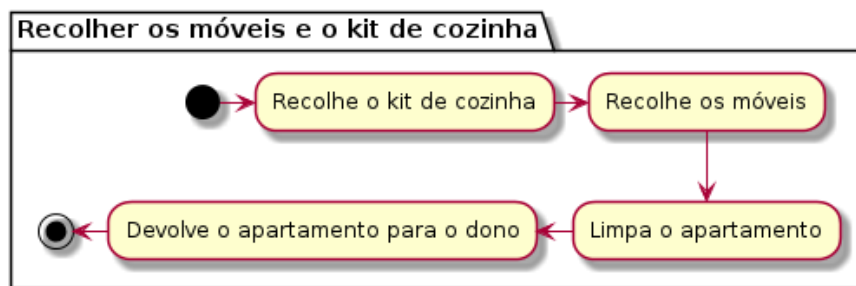 Recolher os móveis e o kit de cozinha
Recolhe o kit de cozinha
Recolhe os móveis
Limpa o apartamento
Devolve o apartamento para o dono